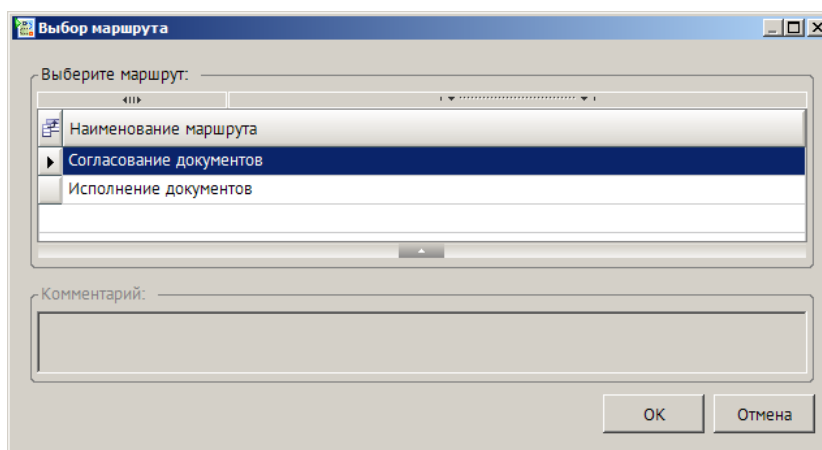 Выбор маршрута
Выберите маршрут:
Наименование маршрута
Согласование документов
Исполнение документов
Комментарий:
ОК
Отмена